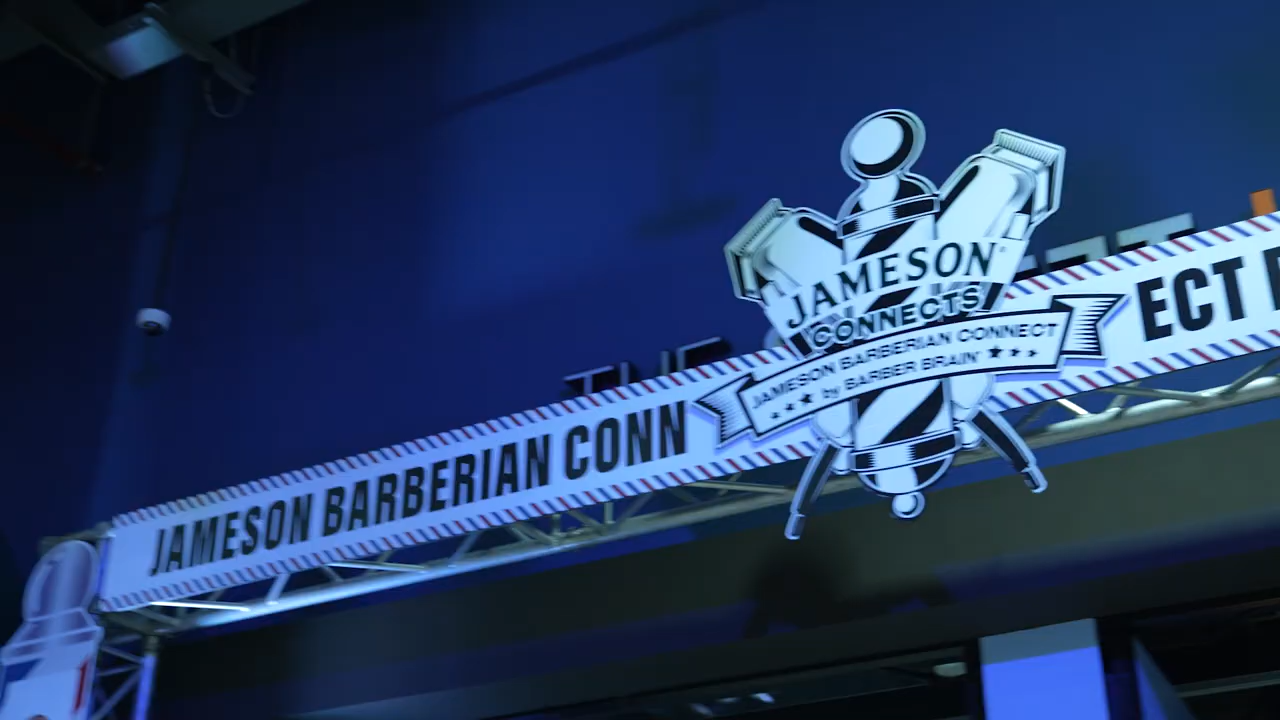 JAMESON
CONNECTS
JAMESON BARBERIAN CONNECT
by BARBER BRAIN
JAMESON BARBERIAN CONN
ECT